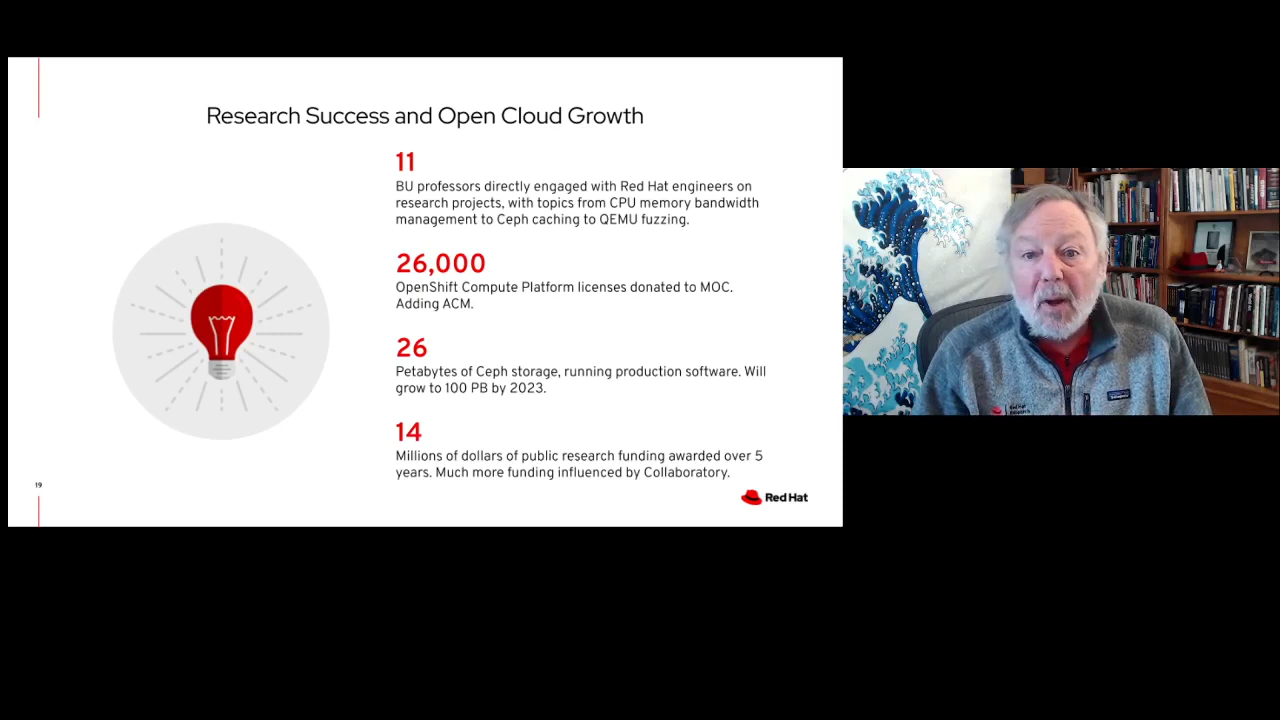 Research Success and Open Cloud Growth
11
BU professors directly engaged with Red Hat engineers on
research projects, with topics from CPU memory bandwidth
management to Ceph caching to QEMU fuzzing.
26,000
OpenShift Compute Platform licenses donated to MOC.
Adding ACM.
26
Petabytes of Ceph storage, running production software. Will
grow to 100 PB by 2023.
14
Millions of dollars of public research funding awarded over 5
years. Much more funding influenced by Collaboratory.
19
Red Hat
Red Hat
Research
patagonia